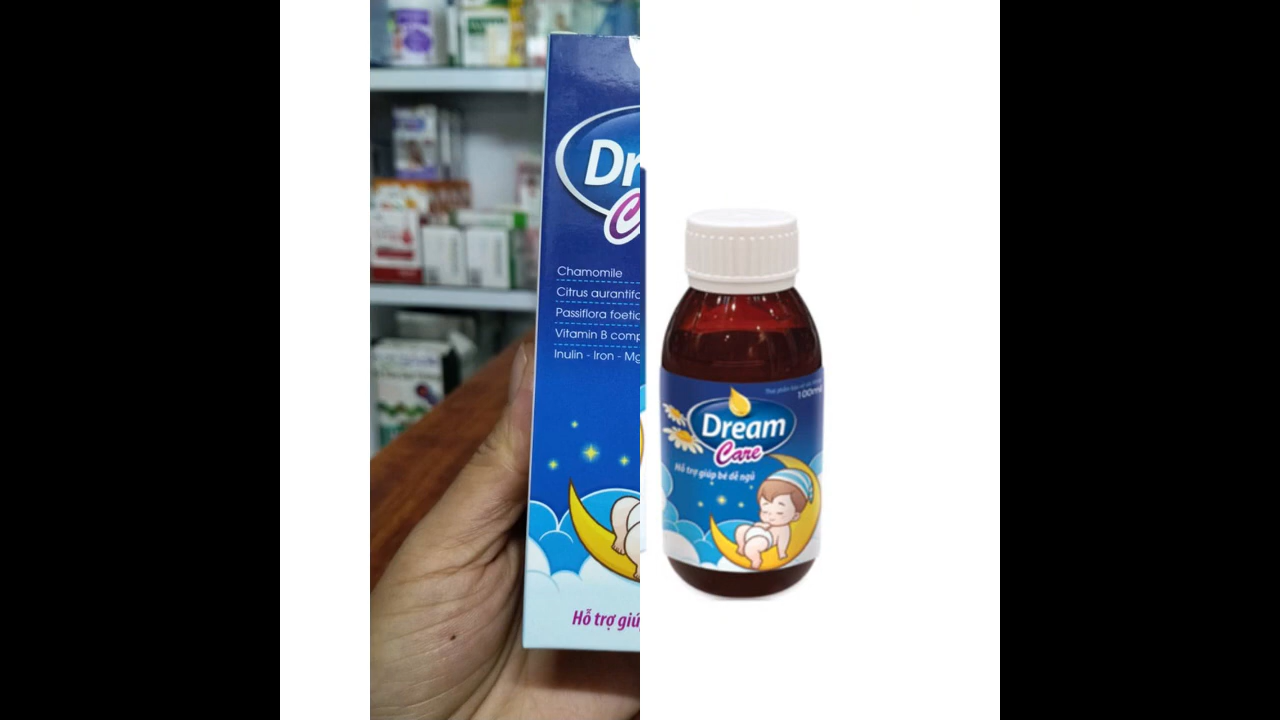 Dr
C
Chamomile
Citrus aurantifo
Passiflora foetic
Vitamin B comp
Inulin - Iron - Mg
Hỗ trợ giú
100ml
Dream
Care
Hỗ trợ giúp bé dễ ngủ